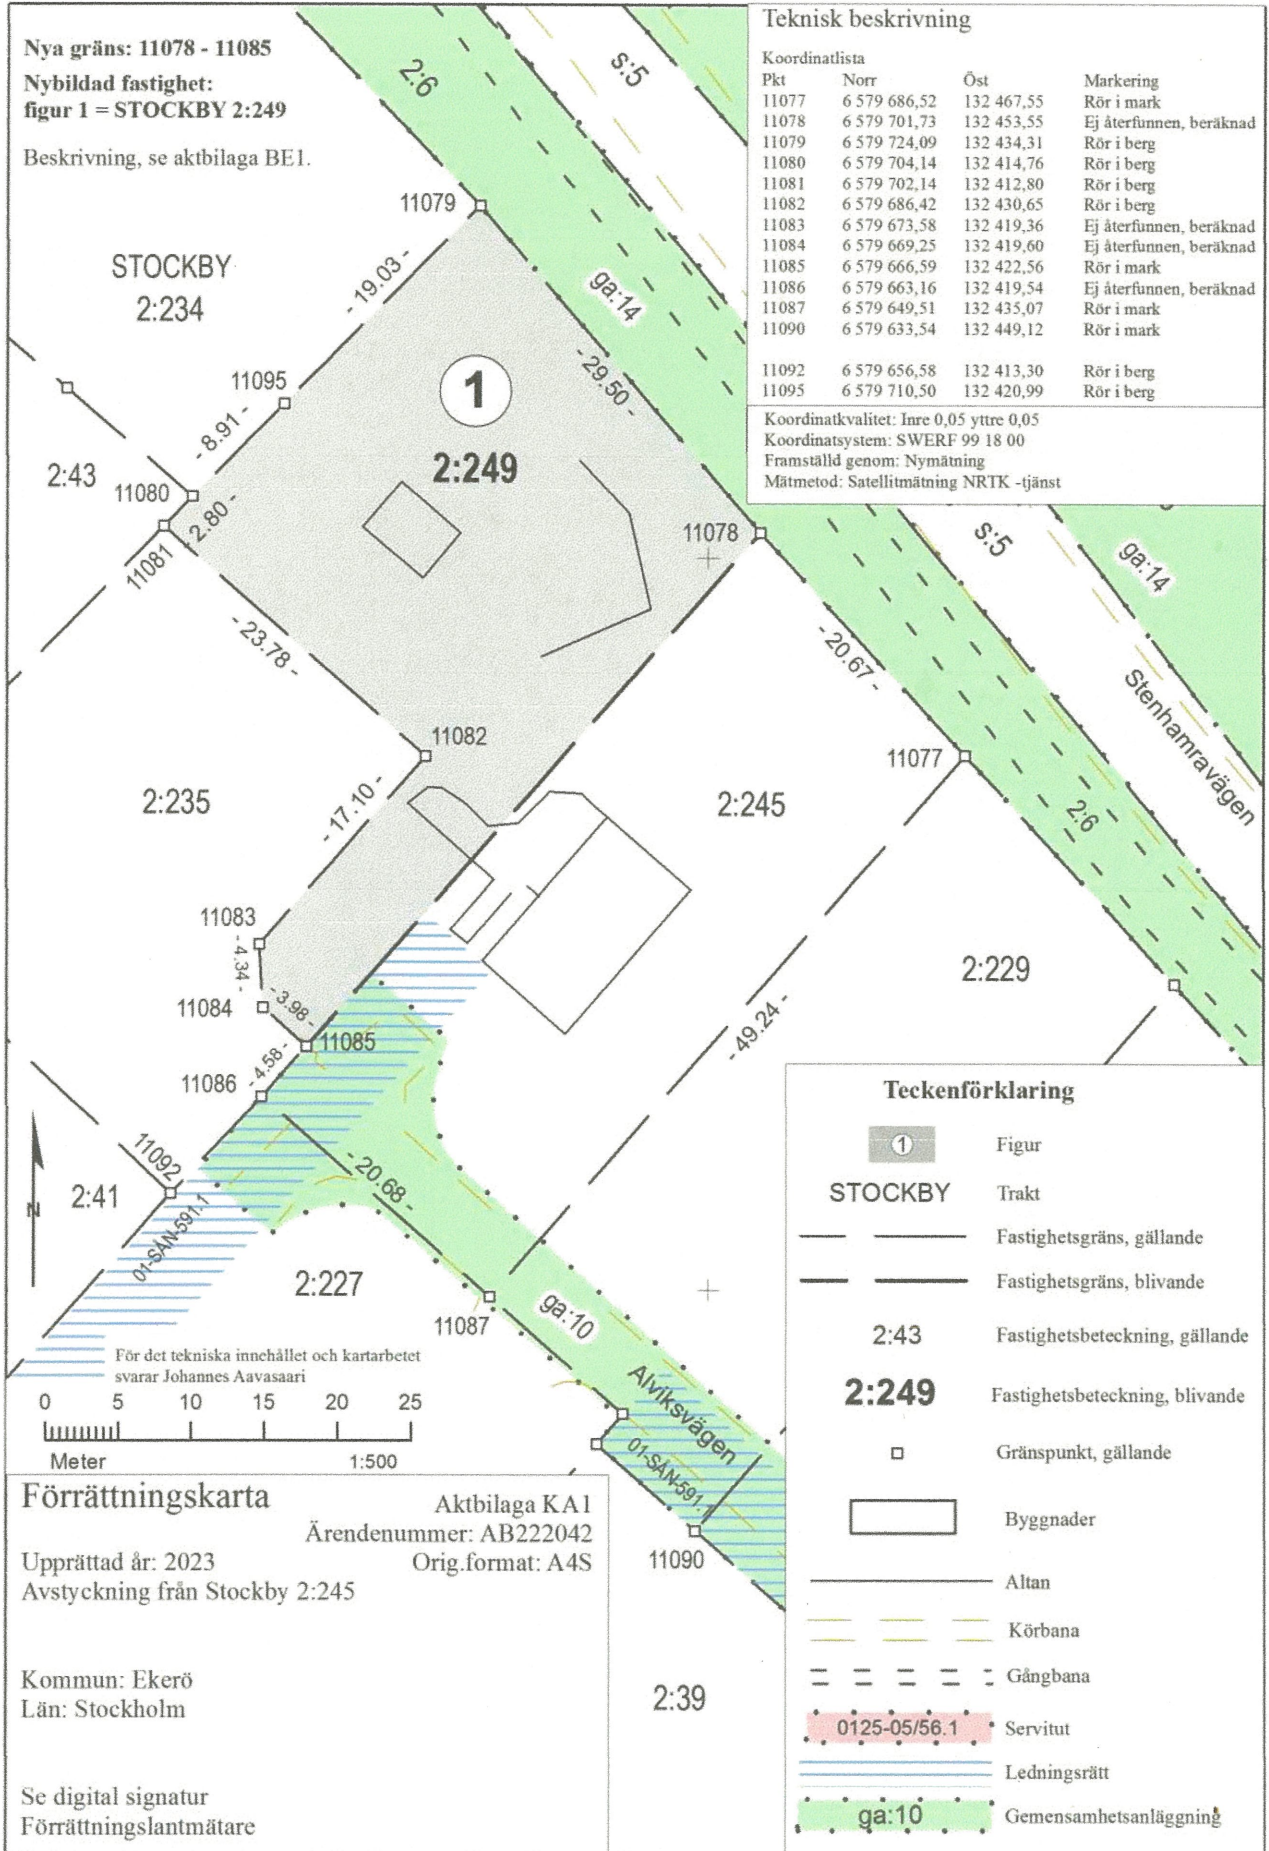 Nya gräns: 11078 - 11085
Nybildad fastighet:
figur 1 = STOCKBY 2:249
Beskrivning, se aktbilaga BE1.
Teknisk beskrivning
Koordinatlista
Pkt Norr Öst Markering
11077 6 579 686,52 132 467,55 Rör i mark
11078 6 579 701,73 132 453,55 Ej återfunnen, beräknad
11079 6 579 724,09 132 434,31 Rör i berg
11080 6 579 704,14 132 414,76 Rör i berg
11081 6 579 702,14 132 412,80 Rör i berg
11082 6 579 686,42 132 430,65 Rör i berg
11083 6 579 673,58 132 419,36 Ej återfunnen, beräknad
11084 6 579 669,25 132 419,60 Ej återfunnen, beräknad
11085 6 579 666,59 132 422,56 Rör i mark
11086 6 579 663,16 132 419,54 Ej återfunnen, beräknad
11087 6 579 649,51 132 435,07 Rör i mark
11090 6 579 633,54 132 449,12 Rör i mark
11092 6 579 656,58 132 413,30 Rör i berg
11095 6 579 710,50 132 420,99 Rör i berg
Koordinatkvalitet: Inre 0,05 yttre 0,05
Koordinatsystem: SWERF 99 18 00
Framställd genom: Nymätning
Mätmetod: Satellitmätning NRTK -tjänst
2:6
s:5
11079
STOCKBY
2:234
- 19.03 -
ga:14
11095
1
- 29.50 -
- 8.91 -
2:43
11080
2:249
- 2.80 -
11081
11078
s:5
ga:14
- 23.78 -
- 20.67 -
Stenhamravägen
11082
11077
2:235
- 17.10 -
2:245
2:6
11083
- 4.34 -
2:229
11084
- 3.98 -
11085
- 49.24 -
11086
- 4.58 -
11092
- 20.68 -
2:41
N
01-SÅN-591.1
2:227
11087
ga:10
För det tekniska innehållet och kartarbetet
svarar Johannes Aavasaari
Alviksvägen
01-SÅN-591.1
11090
2:39
0 5 10 15 20 25
Meter 1:500
Förrättningskarta
Aktbilaga KA1
Ärendenummer: AB222042
Upprättad år: 2023 Orig.format: A4S
Avstyckning från Stockby 2:245
Kommun: Ekerö
Län: Stockholm
Se digital signatur
Förrättningslantmätare
Teckenförklaring
1 Figur
STOCKBY Trakt
Fastighetsgräns, gällande
Fastighetsgräns, blivande
2:43 Fastighetsbeteckning, gällande
2:249 Fastighetsbeteckning, blivande
Gränspunkt, gällande
Byggnader
Altan
Körbana
Gångbana
0125-05/56.1 Servitut
Ledningsrätt
ga:10 Gemensamhetsanläggning